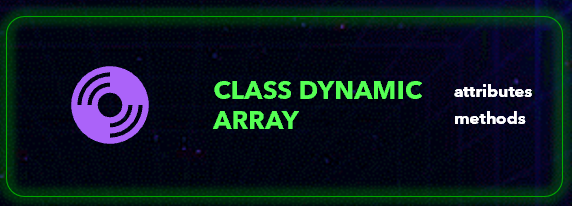 CLASS DYNAMIC
ARRAY
attributes
methods